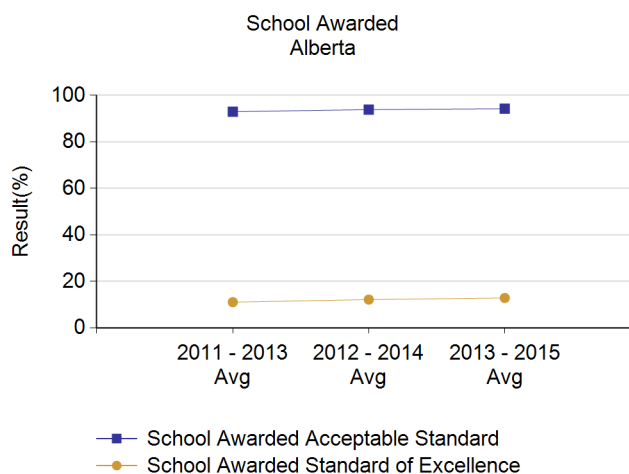 School Awarded
Alberta
Result(%)
100
80
60
40
20
0
2011 - 2013 2012 - 2014 2013 - 2015
Avg Avg Avg
School Awarded Acceptable Standard
School Awarded Standard of Excellence